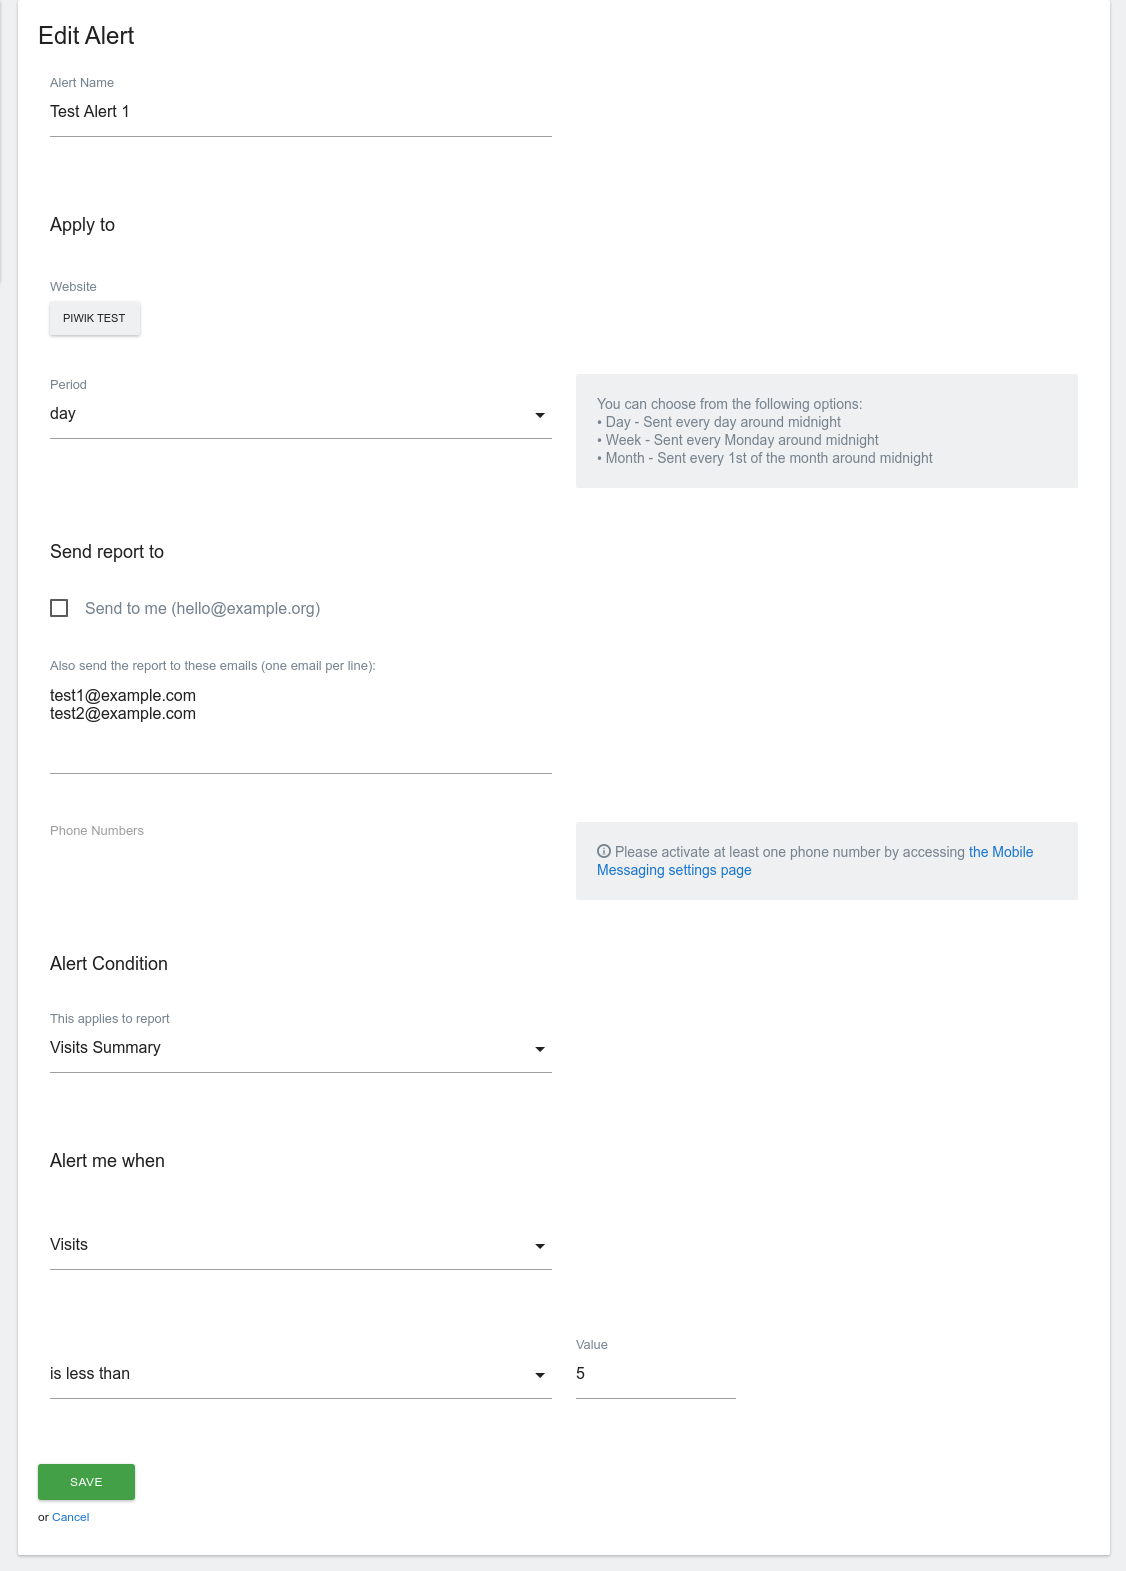 Edit Alert
Alert Name
Test Alert 1
Apply to
Website
PIWIK TEST
Period
day
You can choose from the following options:
• Day - Sent every day around midnight
• Week - Sent every Monday around midnight
• Month - Sent every 1st of the month around midnight
Send report to
Send to me (hello@example.org)
Also send the report to these emails (one email per line):
test1@example.com
test2@example.com
Phone Numbers
Please activate at least one phone number by accessing the Mobile
Messaging settings page
Alert Condition
This applies to report
Visits Summary
Alert me when
Visits
is less than
Value
5
SAVE
or Cancel